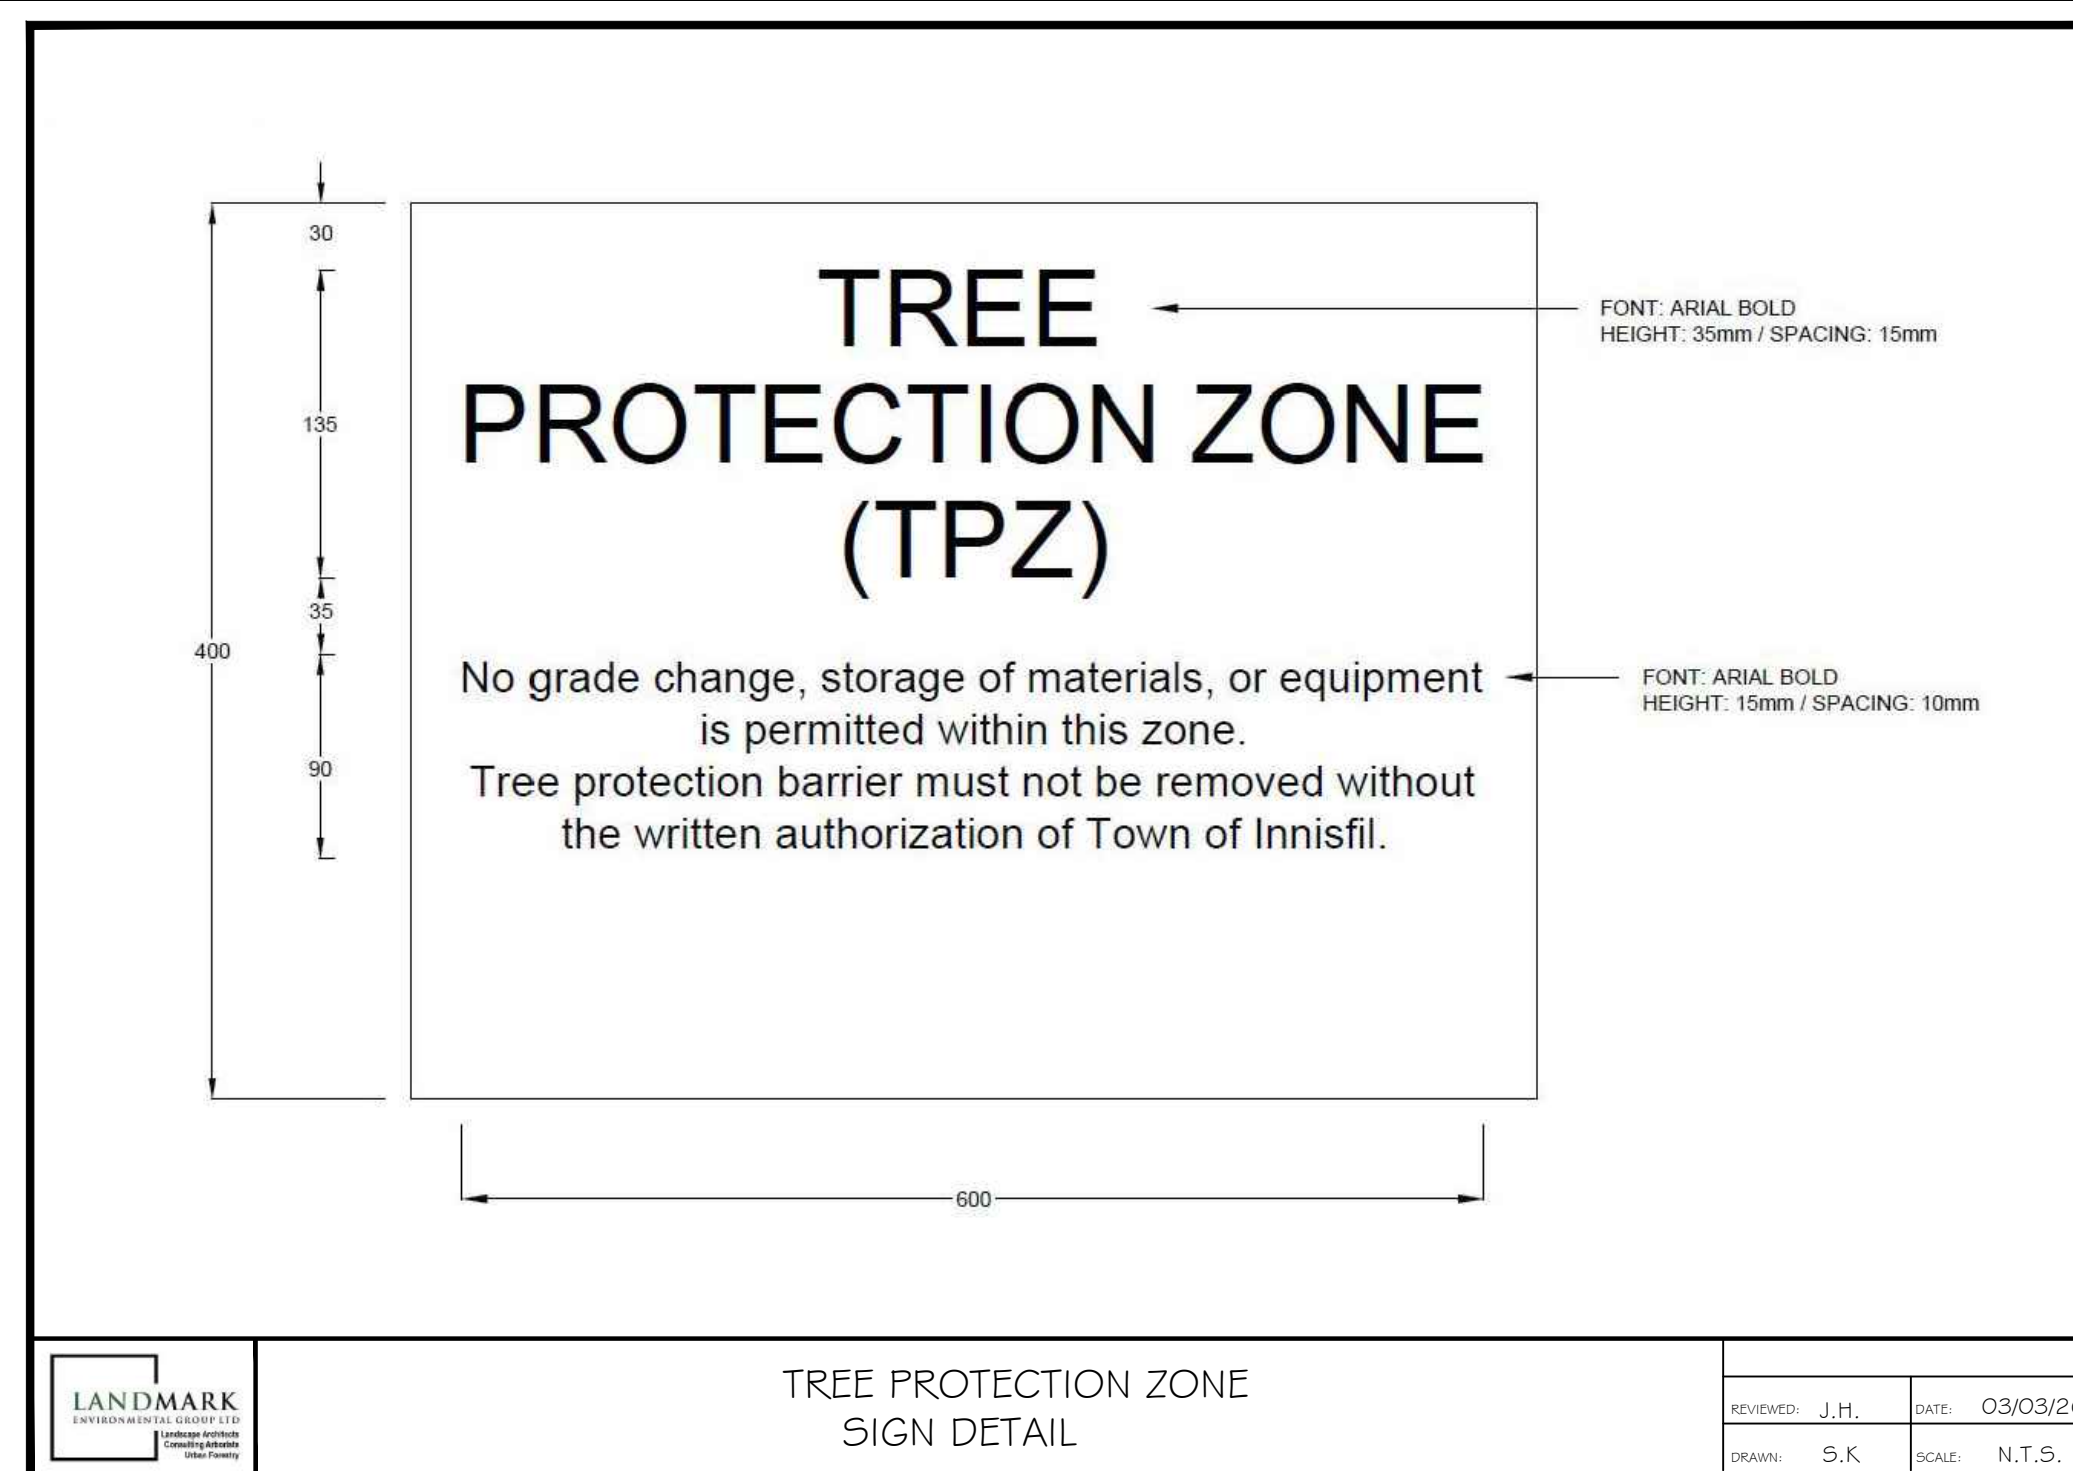 30
TREE
FONT: ARIAL BOLD
HEIGHT: 35mm / SPACING: 15mm
135
PROTECTION ZONE
(TPZ)
35
400
No grade change, storage of materials, or equipment
is permitted within this zone.
FONT: ARIAL BOLD
HEIGHT: 15mm / SPACING: 10mm
90
Tree protection barrier must not be removed without
the written authorization of Town of Innisfil.
600
LANDMARK
ENVIRONMENTAL GROUP LTD
Landscape Architects
Consulting Arborists
Urban Forestry
TREE PROTECTION ZONE
SIGN DETAIL
REVIEWED: J.H. DATE: 03/03/2
DRAWN: S.K SCALE: N.T.S.